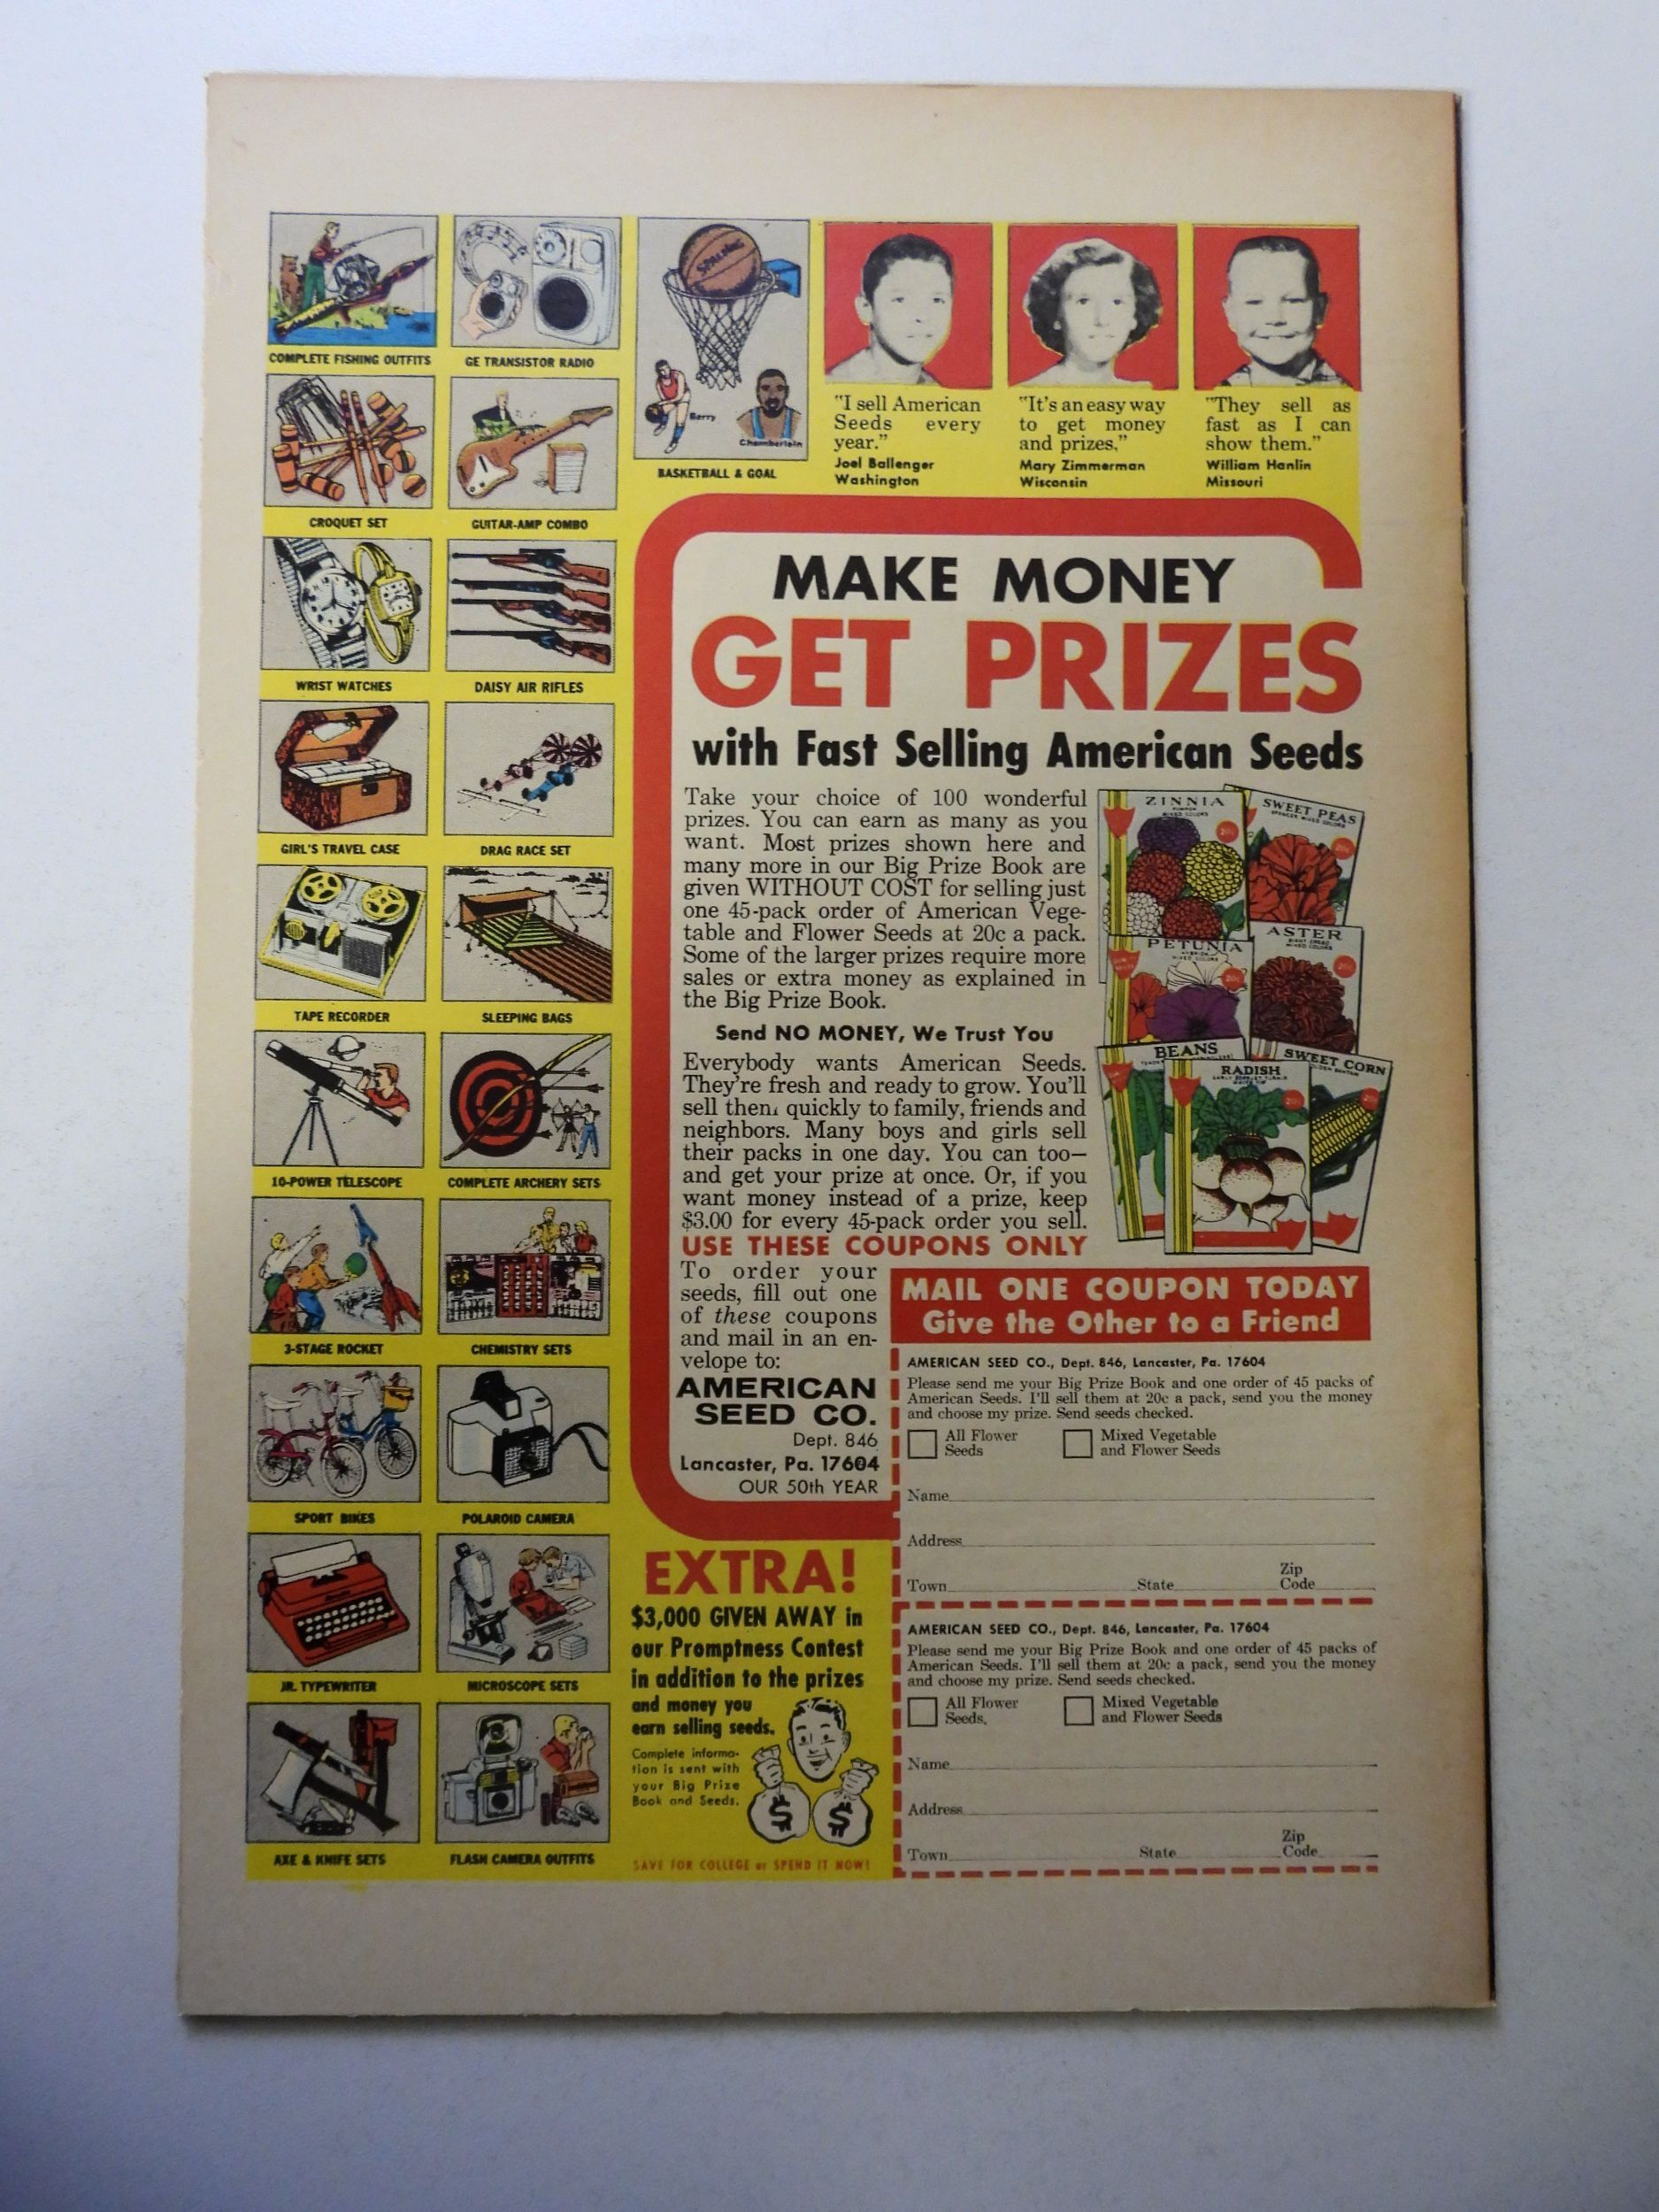 COMPLETE FISHING OUTFITS
GE TRANSISTOR RADIO
CROQUET SET
GUITAR-AMP COMBO
WRIST WATCHES
DAISY AIR RIFLES
GIRL'S TRAVEL CASE
DRAG RACE SET
TAPE RECORDER
SLEEPING BAGS
10-POWER TELESCOPE
COMPLETE ARCHERY SETS
3-STAGE ROCKET
CHEMISTRY SETS
SPORT BIKES
POLAROID CAMERA
JR. TYPEWRITER
MICROSCOPE SETS
AXE & KNIFE SETS
FLASH CAMERA OUTFITS
SPALDING
Barry
Chamberlain
BASKETBALL & GOAL
"I sell American
Seeds every
year."
Joel Ballenger
Washington
"It's an easy way
to get money
and prizes."
Mary Zimmerman
Wisconsin
"They sell as
fast as I can
show them."
William Hanlin
Missouri
MAKE MONEY
GET PRIZES
with Fast Selling American Seeds
Take your choice of 100 wonderful
prizes. You can earn as many as you
want. Most prizes shown here and
many more in our Big Prize Book are
given WITHOUT COST for selling just
one 45-pack order of American Vege-
table and Flower Seeds at 20c a pack.
Some of the larger prizes require more
sales or extra money as explained in
the Big Prize Book.
Send NO MONEY, We Trust You
Everybody wants American Seeds.
They're fresh and ready to grow. You'll
sell them quickly to family, friends and
neighbors. Many boys and girls sell
their packs in one day. You can too—
and get your prize at once. Or, if you
want money instead of a prize, keep
$3.00 for every 45-pack order you sell.
USE THESE COUPONS ONLY
To order your
seeds, fill out one
of these coupons
and mail in an en-
velope to:
AMERICAN
SEED CO.
Dept. 846
Lancaster, Pa. 17604
OUR 50th YEAR
ZINNIA
MIXED COLORS
SWEET PEAS
SPENCER MIXED COLORS
PETUNIA
MIXED COLORS
ASTER
MIXED COLORS
BEANS
RADISH
SWEET CORN
GOLDEN BANTAM
MAIL ONE COUPON TODAY
Give the Other to a Friend
AMERICAN SEED CO., Dept. 846, Lancaster, Pa. 17604
Please send me your Big Prize Book and one order of 45 packs of
American Seeds. I'll sell them at 20c a pack, send you the money
and choose my prize. Send seeds checked.
All Flower
Seeds
Mixed Vegetable
and Flower Seeds
Name
Address
Town State Zip Code
AMERICAN SEED CO., Dept. 846, Lancaster, Pa. 17604
Please send me your Big Prize Book and one order of 45 packs of
American Seeds. I'll sell them at 20c a pack, send you the money
and choose my prize. Send seeds checked.
All Flower
Seeds.
Mixed Vegetable
and Flower Seeds
Name
Address
Town State Zip Code
EXTRA!
$3,000 GIVEN AWAY in
our Promptness Contest
in addition to the prizes
and money you
earn selling seeds.
Complete informa-
tion is sent with
your Big Prize
Book and Seeds.
$ $
SAVE FOR COLLEGE or SPEND IT NOW!